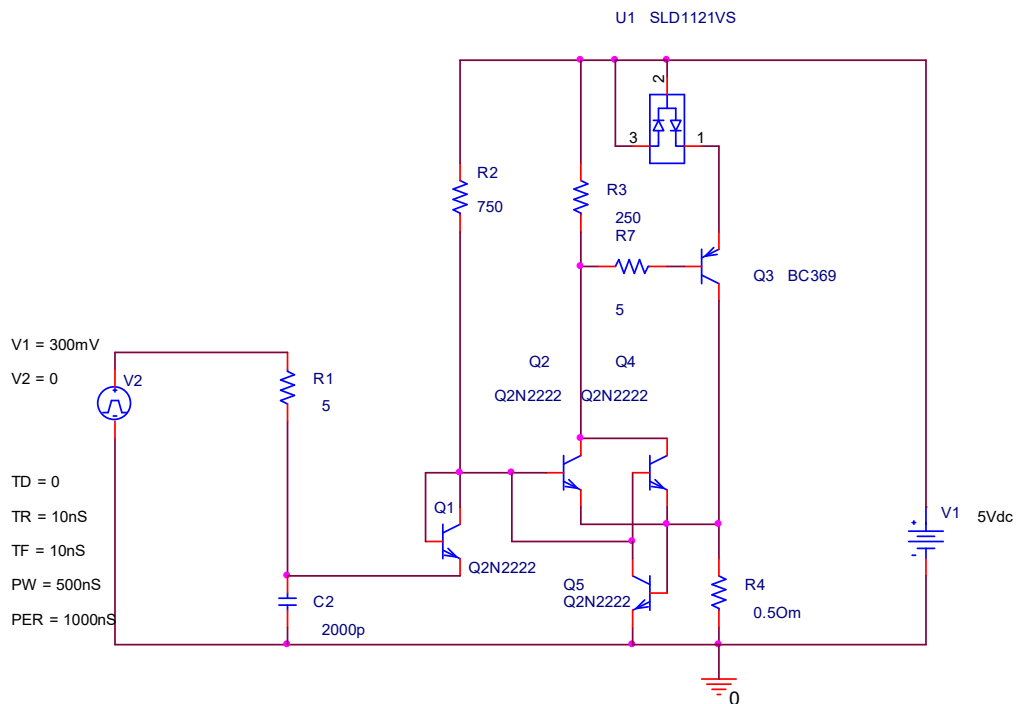 U1 SLD1121VS
2
3
1
R2
750
R3
250
R7
5
Q3 BC369
V1 = 300mV
V2 = 0
V2
R1
5
Q2
Q4
Q2N2222
Q2N2222
TD = 0
TR = 10nS
TF = 10nS
PW = 500nS
PER = 1000nS
Q1
Q2N2222
C2
2000p
Q5
Q2N2222
R4
0.5Om
V1
5Vdc
0